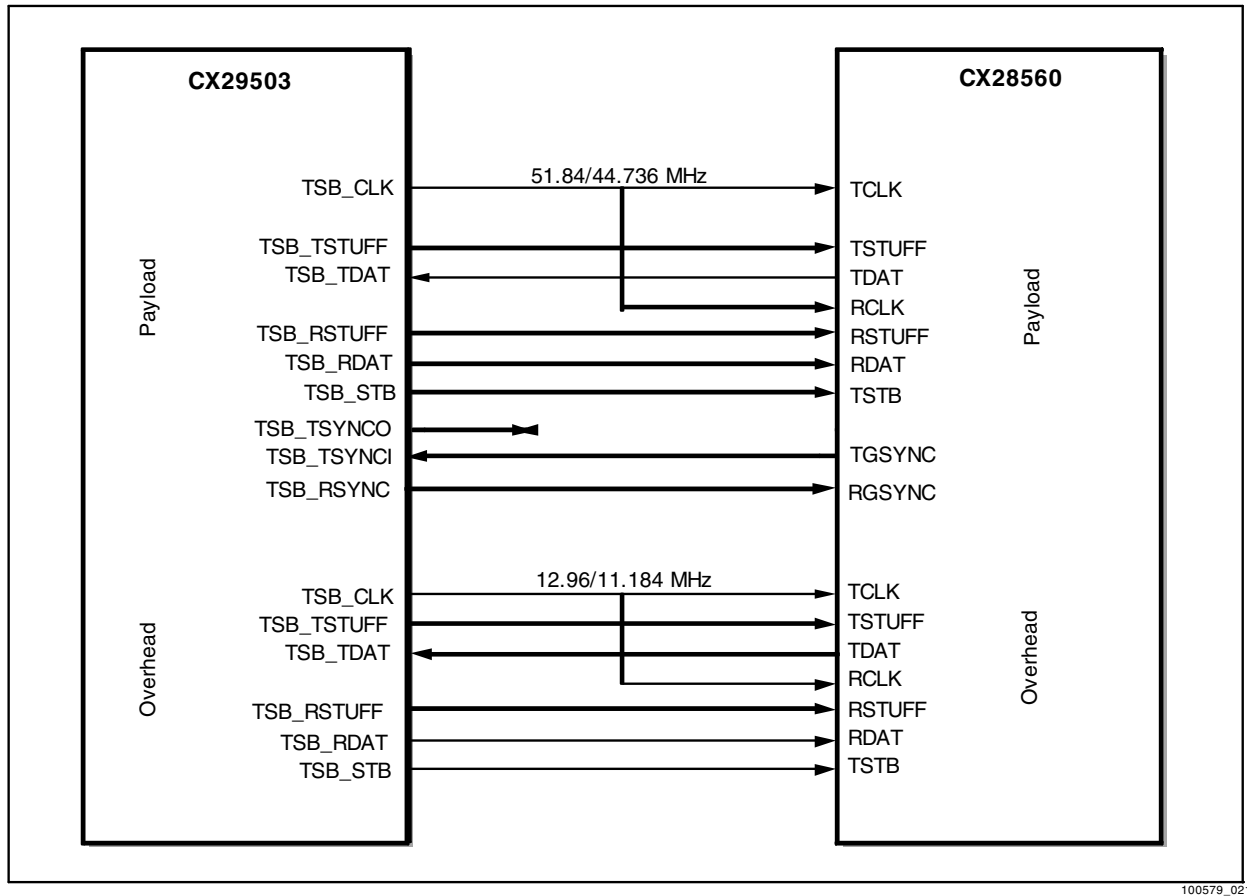 CX29503
CX28560
TSB_CLK
51.84/44.736 MHz
TCLK
TSB_TSTUFF
TSTUFF
TSB_TDAT
TDAT
Payload
Payload
RCLK
TSB_RSTUFF
RSTUFF
TSB_RDAT
RDAT
TSB_STB
TSTB
TSB_TSYNCO
TSB_TSYNCI
TGSYNC
TSB_RSYNC
RGSYNC
TSB_CLK
12.96/11.184 MHz
TCLK
TSB_TSTUFF
TSTUFF
TSB_TDAT
TDAT
Overhead
Overhead
RCLK
TSB_RSTUFF
RSTUFF
TSB_RDAT
RDAT
TSB_STB
TSTB